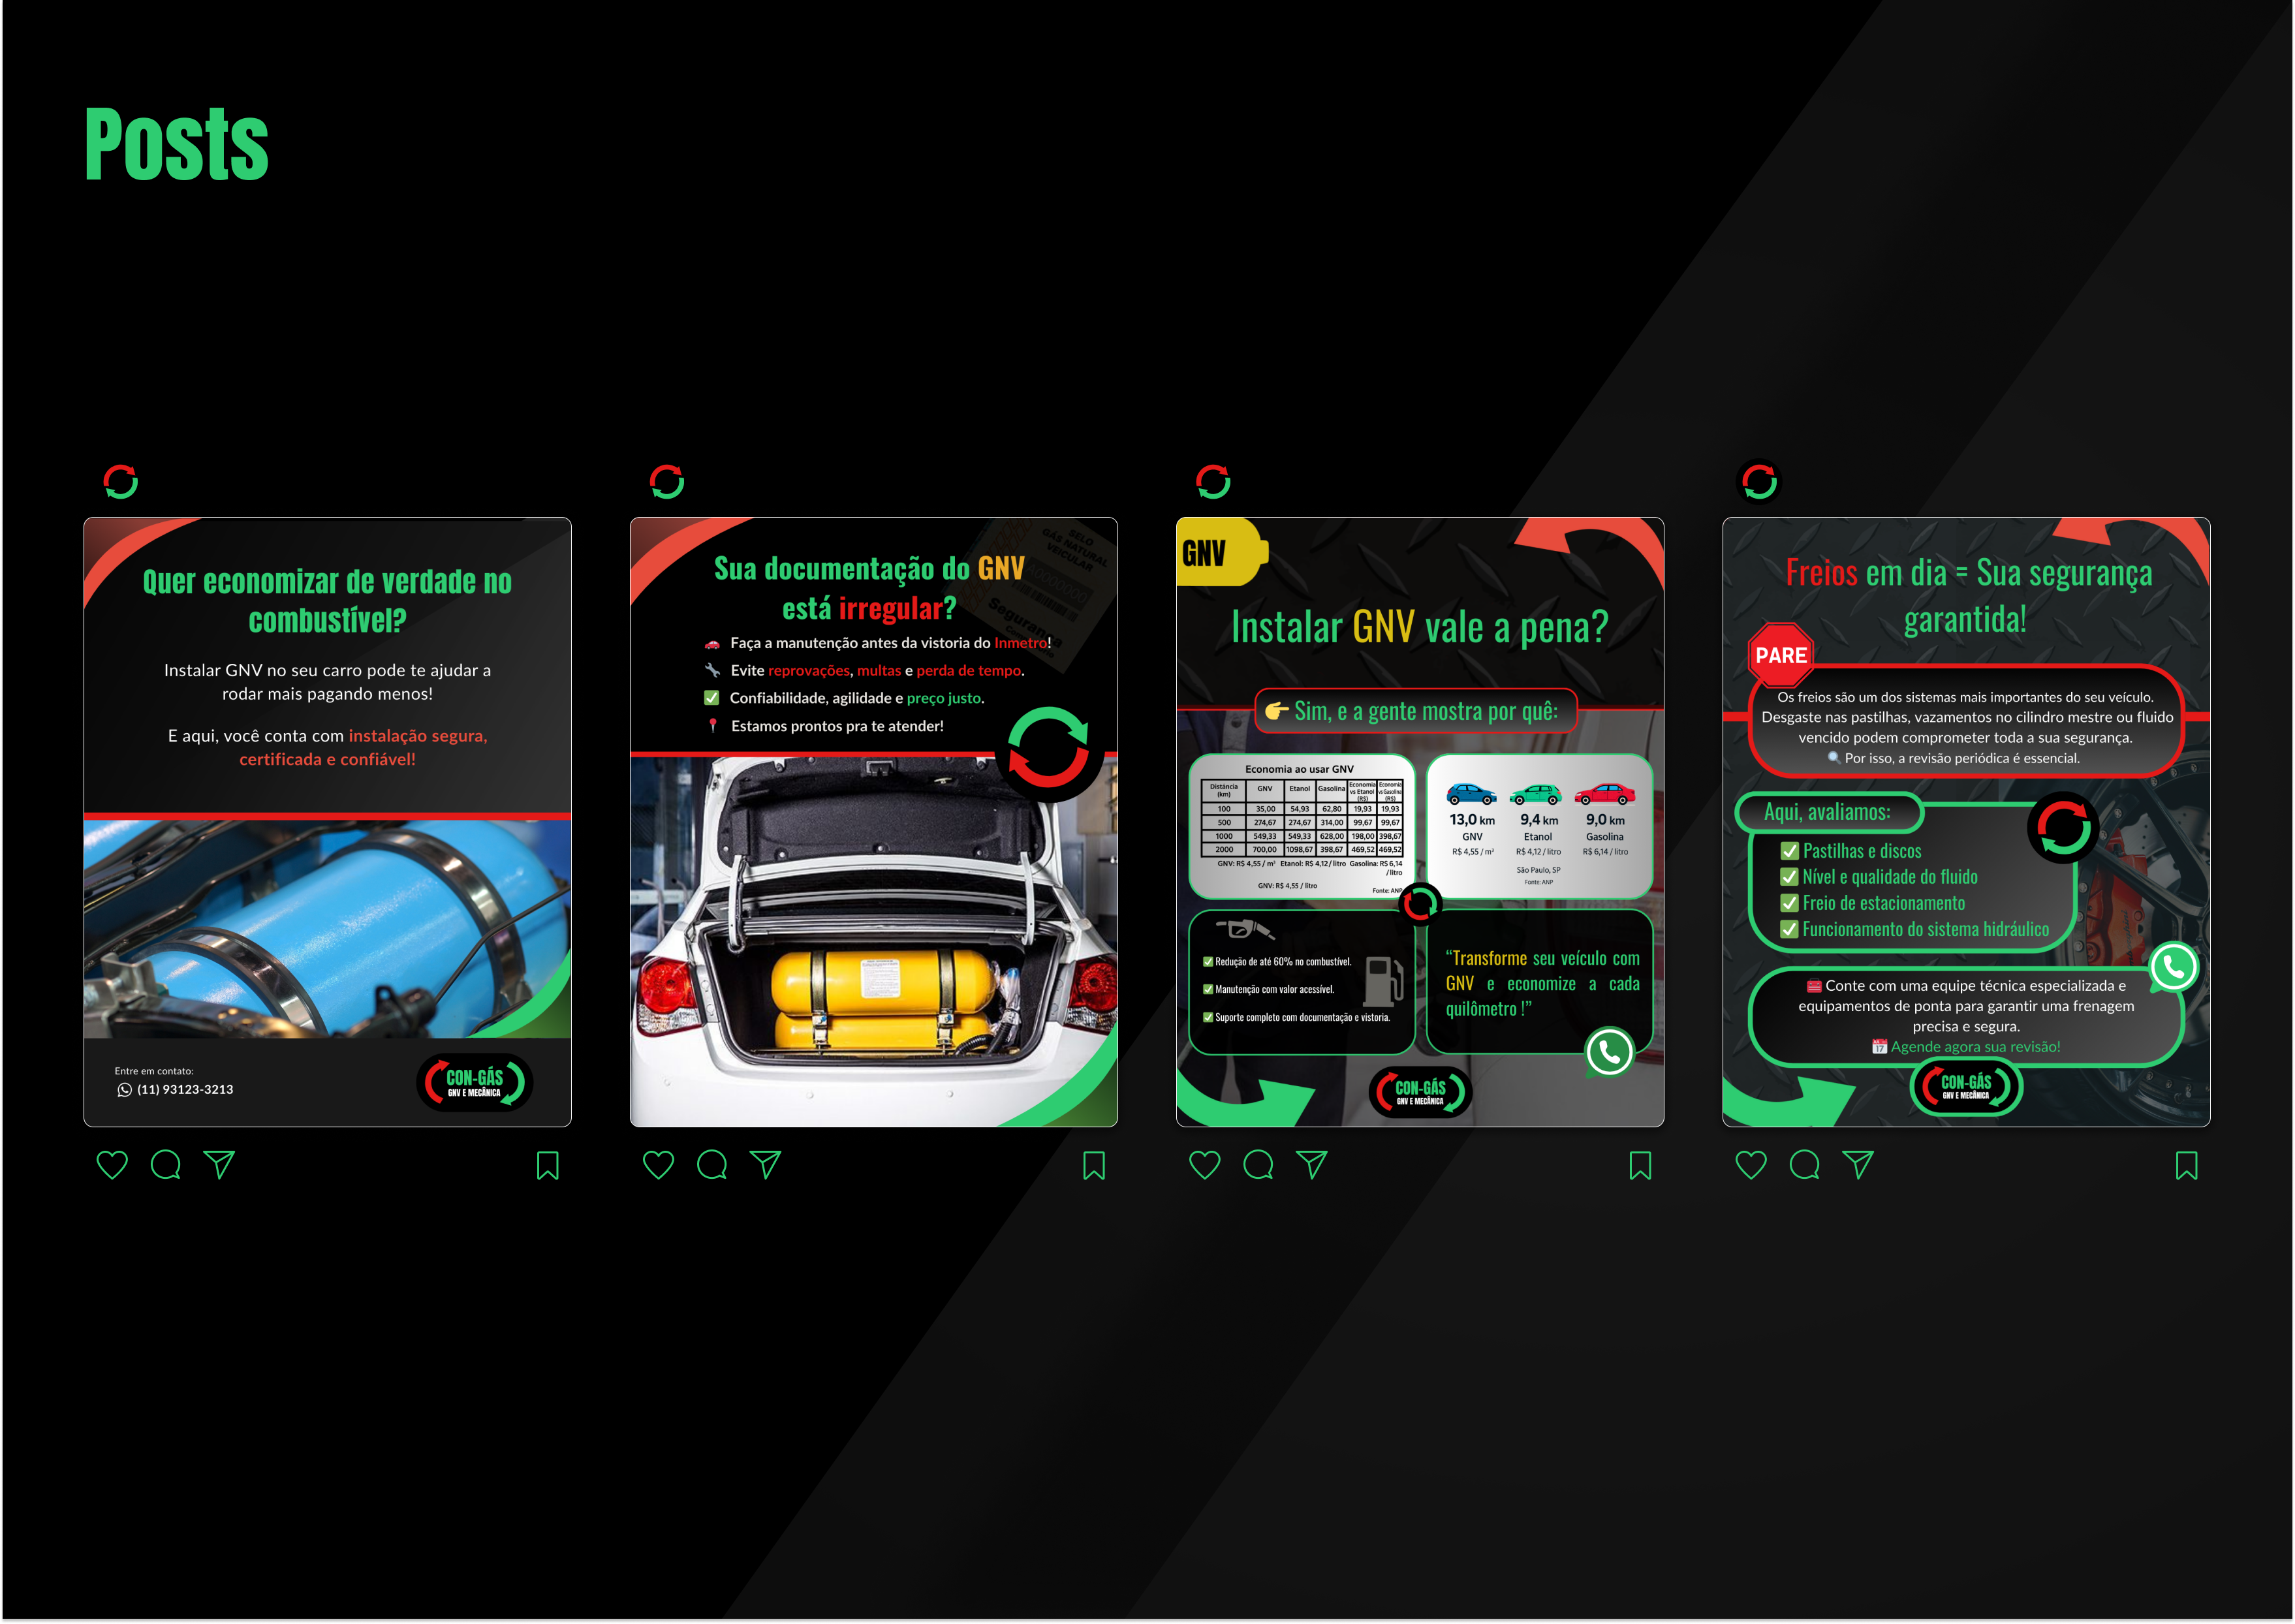 Posts
Quer economizar de verdade no
combustível?
Instalar GNV no seu carro pode te ajudar a
rodar mais pagando menos!
E aqui, você conta com instalação segura,
certificada e confiável!
Entre em contato:
(11) 93123-3213
CON-GÁS
GNV E MECÂNICA
SELO
GÁS NATURAL
VEICULAR
Segurança
Sua documentação do GNV
está irregular?
🚗 Faça a manutenção antes da vistoria do Inmetro!
🔧 Evite reprovações, multas e perda de tempo.
✅ Confiabilidade, agilidade e preço justo.
📍 Estamos prontos pra te atender!
GNV
Instalar GNV vale a pena?
👉 Sim, e a gente mostra por quê:
Economia ao usar GNV
Distância (km) GNV Etanol Gasolina Economia vs Etanol (R$) Economia vs Gasolina (R$)
100 35,00 54,93 62,80 19,93 19,93
500 274,67 274,67 314,00 99,67 99,67
1000 549,33 549,33 628,00 198,00 398,67
2000 700,00 1098,67 398,67 469,52 469,52
GNV: R$ 4,55 / m³ Etanol: R$ 4,12/ litro Gasolina: R$ 6,14
/ litro
GNV: R$ 4,55 / litro
Fonte: ANP
13,0 km 9,4 km 9,0 km
GNV Etanol Gasolina
R$ 4,55 / m³ R$ 4,12 / litro R$ 6,14 / litro
São Paulo, SP
Fonte: ANP
✅ Redução de até 60% no combustível.
✅ Manutenção com valor acessível.
✅ Suporte completo com documentação e vistoria.
“Transforme seu veículo com
GNV e economize a cada
quilômetro !”
CON-GÁS
GNV E MECÂNICA
Freios em dia = Sua segurança
garantida!
PARE
Os freios são um dos sistemas mais importantes do seu veículo.
Desgaste nas pastilhas, vazamentos no cilindro mestre ou fluido
vencido podem comprometer toda a sua segurança.
🔍 Por isso, a revisão periódica é essencial.
Aqui, avaliamos:
✅ Pastilhas e discos
✅ Nível e qualidade do fluido
✅ Freio de estacionamento
✅ Funcionamento do sistema hidráulico
🧰 Conte com uma equipe técnica especializada e
equipamentos de ponta para garantir uma frenagem
precisa e segura.
📅 Agende agora sua revisão!
CON-GÁS
GNV E MECÂNICA